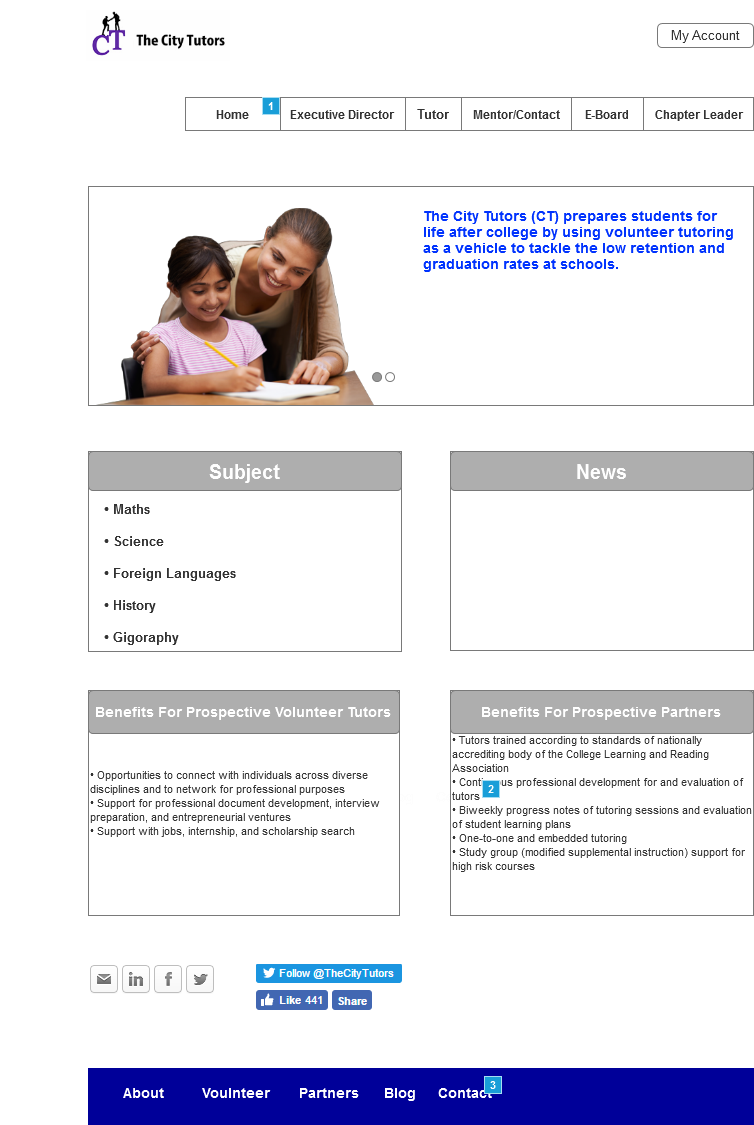 CT The City Tutors
My Account
Home 1 Executive Director Tutor Mentor/Contact E-Board Chapter Leader
The City Tutors (CT) prepares students for
life after college by using volunteer tutoring
as a vehicle to tackle the low retention and
graduation rates at schools.
Subject
• Maths
• Science
• Foreign Languages
• History
• Gigoraphy
News
Benefits For Prospective Volunteer Tutors
• Opportunities to connect with individuals across diverse
disciplines and to network for professional purposes
• Support for professional document development, interview
preparation, and entrepreneurial ventures
• Support with jobs, internship, and scholarship search
Benefits For Prospective Partners
• Tutors trained according to standards of nationally
accrediting body of the College Learning and Reading
Association
• professional development for and evaluation of
tutors 2
• Biweekly progress notes of tutoring sessions and evaluation
of student learning plans
• One-to-one and embedded tutoring
• Study group (modified supplemental instruction) support for
high risk courses
in f
Follow @TheCityTutors
Like 441 Share
About Voulnteer Partners Blog Contact 3